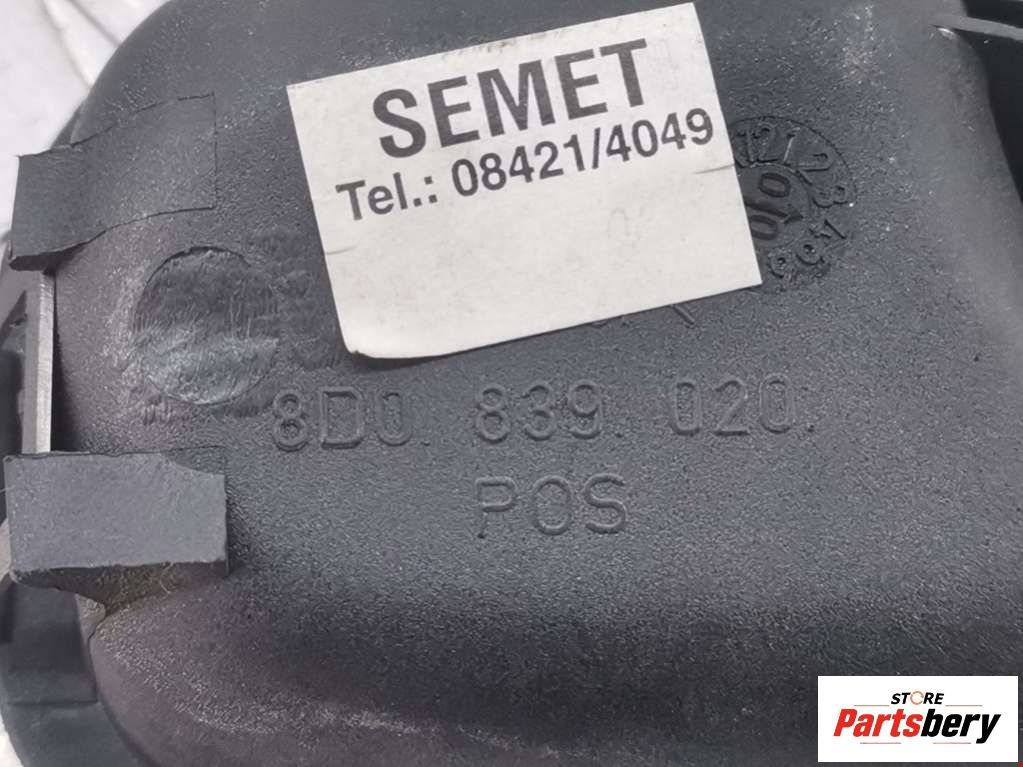 SEMET
Tel.: 08421/4049
8D0. 839. 020.
POS
STORE
Partsbery